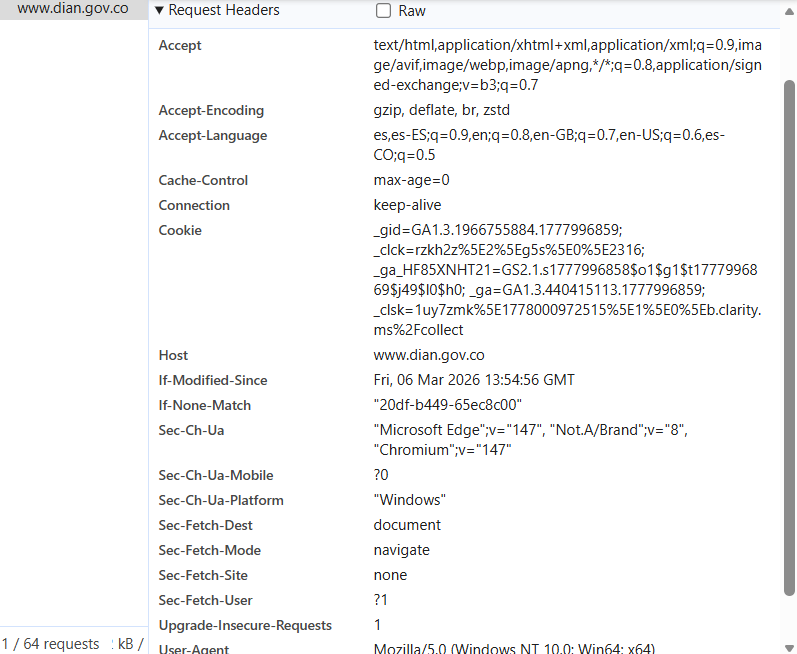 www.dian.gov.co
▼ Request Headers Raw
Accept text/html,application/xhtml+xml,application/xml;q=0.9,ima
ge/avif,image/webp,image/apng,*/*;q=0.8,application/sign
ed-exchange;v=b3;q=0.7
Accept-Encoding gzip, deflate, br, zstd
Accept-Language es,es-ES;q=0.9,en;q=0.8,en-GB;q=0.7,en-US;q=0.6,es-
CO;q=0.5
Cache-Control max-age=0
Connection keep-alive
Cookie _gid=GA1.3.1966755884.1777996859;
_clck=rzkh2z%5E2%5Eg5s%5E0%5E2316;
_ga_HF85XNHT21=GS2.1.s1777996858$o1$g1$t17779968
69$j49$l0$h0; _ga=GA1.3.440415113.1777996859;
_clsk=1uy7zmk%5E1778000972515%5E1%5E0%5Eb.clarity.
ms%2Fcollect
Host www.dian.gov.co
If-Modified-Since Fri, 06 Mar 2026 13:54:56 GMT
If-None-Match "20df-b449-65ec8c00"
Sec-Ch-Ua "Microsoft Edge";v="147", "Not.A/Brand";v="8",
"Chromium";v="147"
Sec-Ch-Ua-Mobile ?0
Sec-Ch-Ua-Platform "Windows"
Sec-Fetch-Dest document
Sec-Fetch-Mode navigate
Sec-Fetch-Site none
Sec-Fetch-User ?1
Upgrade-Insecure-Requests 1
User-Agent Mozilla/5.0 (Windows NT 10.0; Win64; x64)
1 / 64 requests kB /